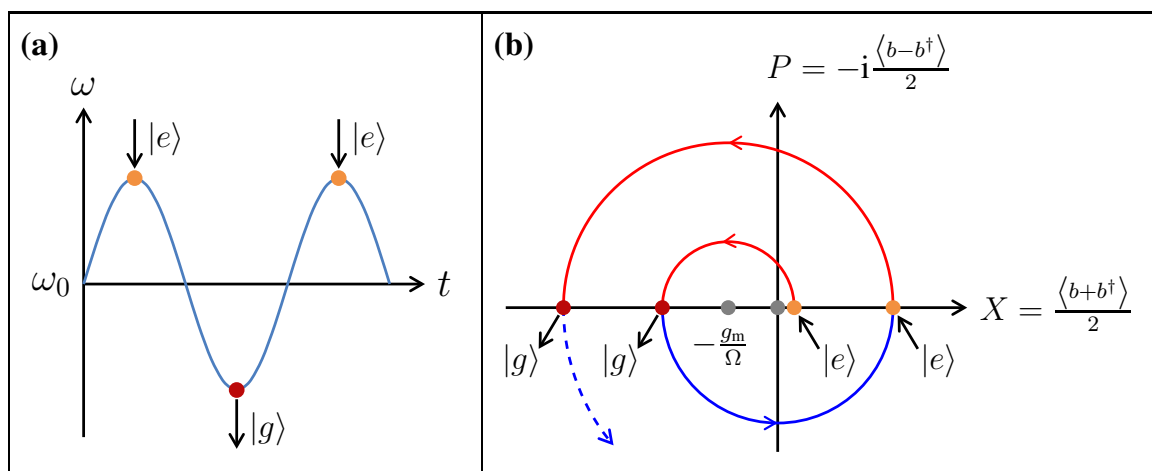 (a)
ω
|e⟩
|e⟩
ω₀
t
|g⟩
(b)
P = −i ⟨b−b†⟩/2
X = ⟨b+b†⟩/2
−gₘ/Ω
|g⟩
|g⟩
|e⟩
|e⟩